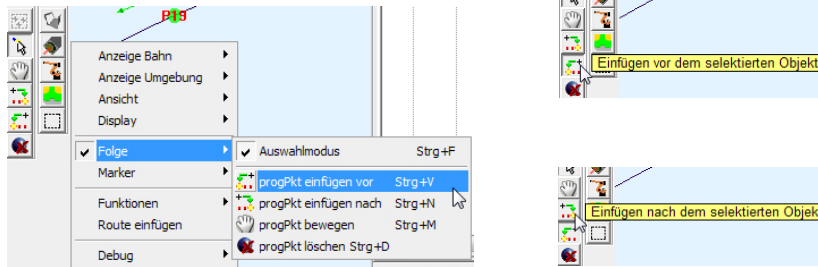 P19
Anzeige Bahn
Anzeige Umgebung
Ansicht
Display
Folge
Marker
Funktionen
Route einfügen
Debug
Auswahlmodus Strg+F
progPkt einfügen vor Strg+V
progPkt einfügen nach Strg+N
progPkt bewegen Strg+M
progPkt löschen Strg+D
Einfügen vor dem selektierten Objekt
Einfügen nach dem selektierten Objek